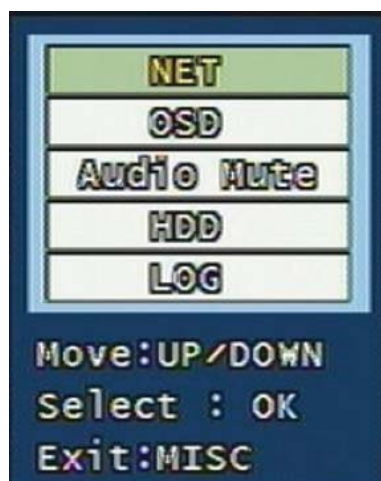 NET
OSD
Audio Mute
HDD
LOG
Move:UP/DOWN
Select : OK
Exit:MISC